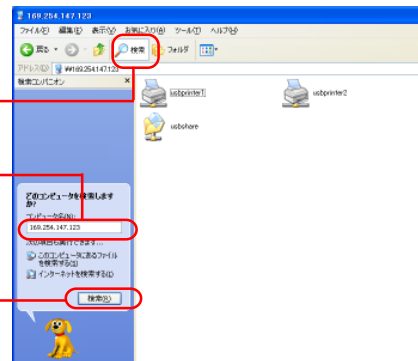 169.254.147.123
ファイル(F) 編集(E) 表示(V) お気に入り(A) ツール(T) ヘルプ(H)
戻る 検索 フォルダ
アドレス(D) ¥¥169.254.147.123
検索コンパニオン
usbprinter1
usbprinter2
usbshare
どのコンピュータを検索します
か?
コンピュータ名(N):
169.254.147.123
次の項目も実行できます...
このコンピュータにあるファイル
を検索する(C)
インターネットを検索する(I)
検索(R)